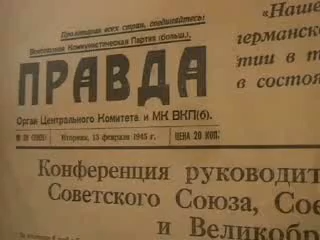 Пролетарии всех стран, соединяйтесь!
Всесоюзная Коммунистическая Партия (больш.).
ПРАВДА
Орган Центрального Комитета и МК ВКП(б).
Вторник, 13 февраля 1945 г.
ЦЕНА 20 КОП.
„Наше
германско
тии в т
в состоя
Конференция руководит
Советского Союза, Сое
и Великобр